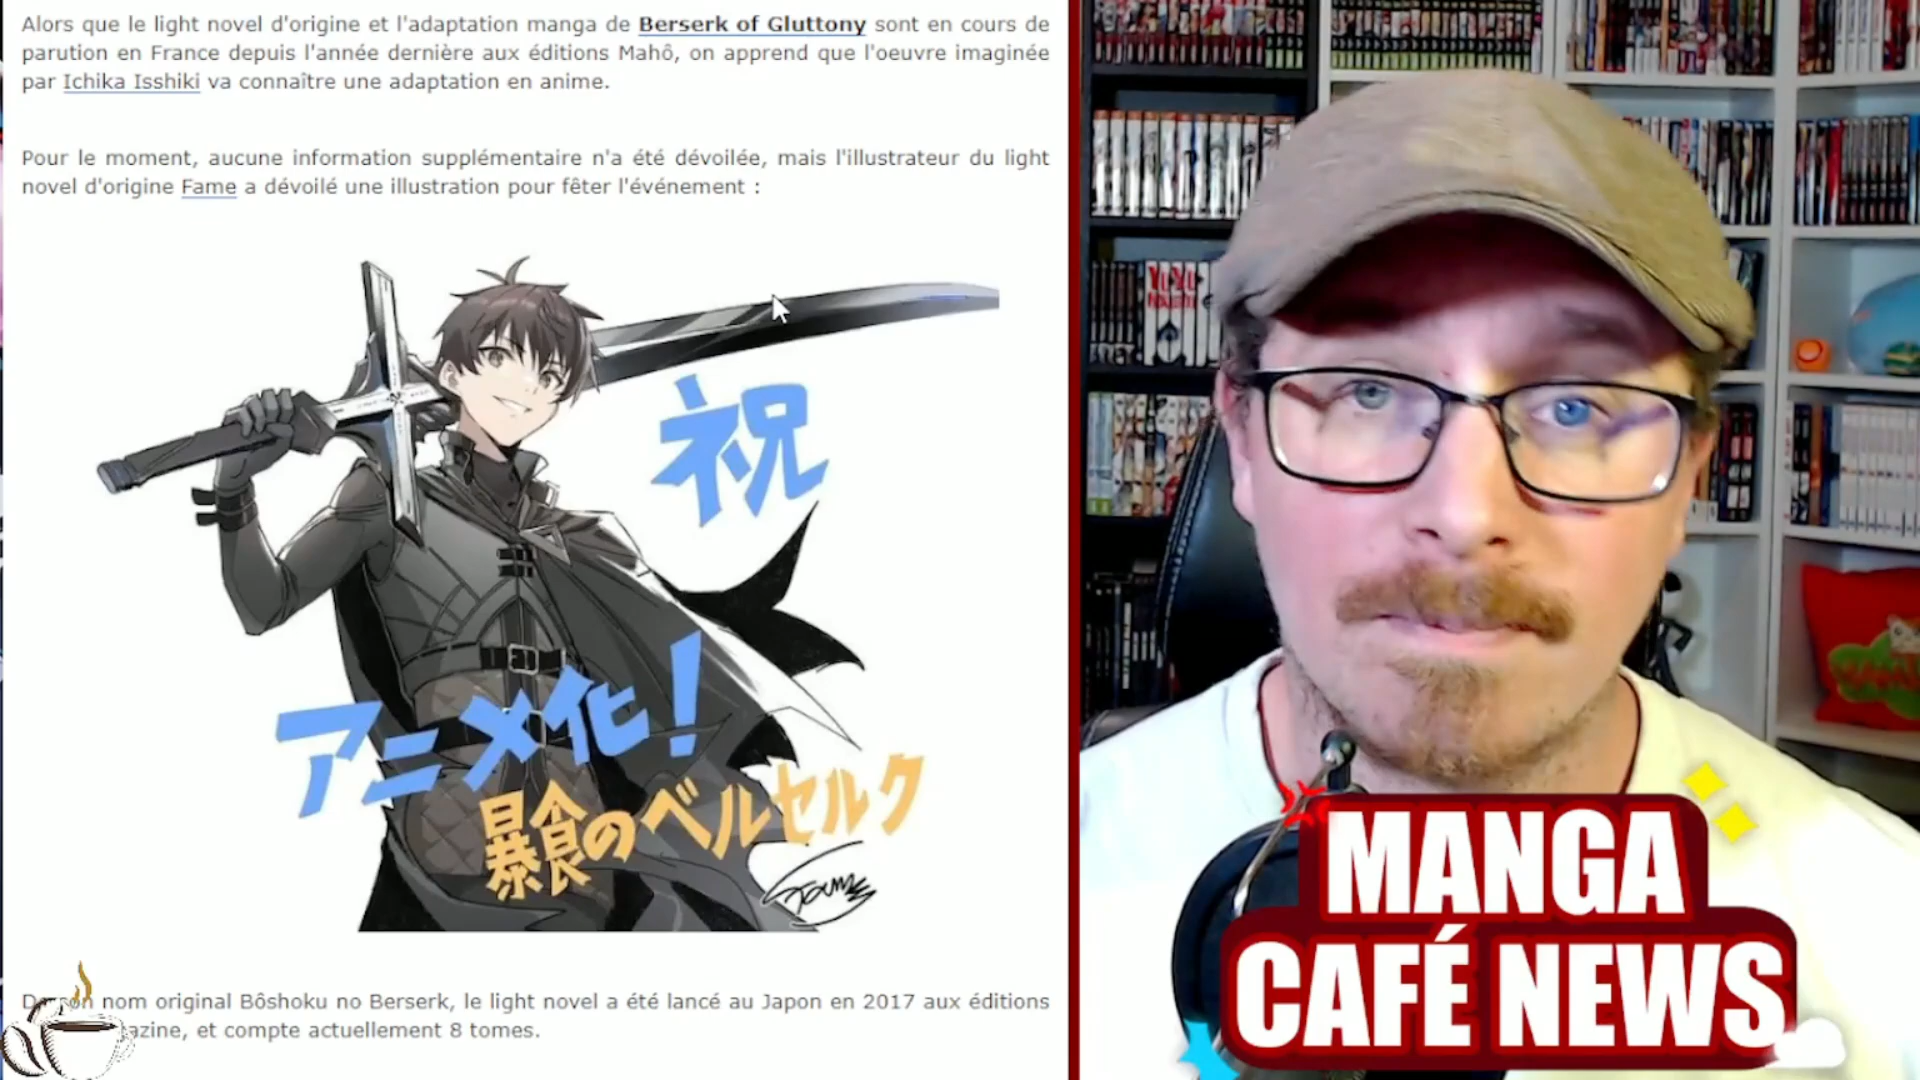 Alors que le light novel d'origine et l'adaptation manga de Berserk of Gluttony sont en cours de
parution en France depuis l'année dernière aux éditions Mahô, on apprend que l'oeuvre imaginée
par Ichika Isshiki va connaître une adaptation en anime.
Pour le moment, aucune information supplémentaire n'a été dévoilée, mais l'illustrateur du light
novel d'origine Fame a dévoilé une illustration pour fêter l'événement :
祝
アニメ化!
暴食のベルセルク
fame
nom original Bôshoku no Berserk, le light novel a été lancé au Japon en 2017 aux éditions
azine, et compte actuellement 8 tomes.
MANGA
CAFÉ NEWS